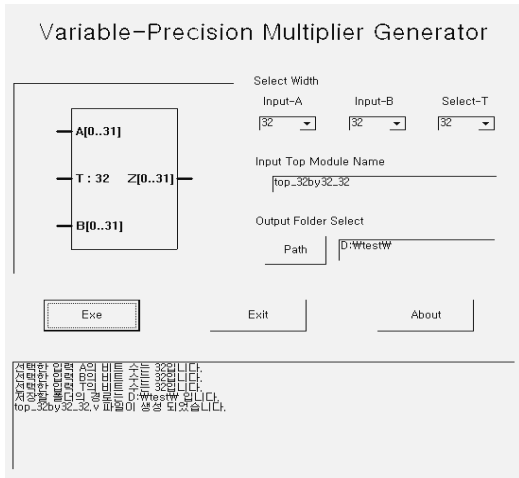 Variable-Precision Multiplier Generator
Select Width
Input-A Input-B Select-T
32 32 32
A[0..31]
T : 32 Z[0..31]
B[0..31]
Input Top Module Name
top_32by32_32
Output Folder Select
Path D:₩test₩
Exe Exit About
선택한 입력 A의 비트 수는 32입니다.
선택한 입력 B의 비트 수는 32입니다.
선택한 입력 T의 비트 수는 32입니다.
저장할 폴더의 경로는 D:₩test₩ 입니다.
top_32by32_32.v 파일이 생성 되었습니다.